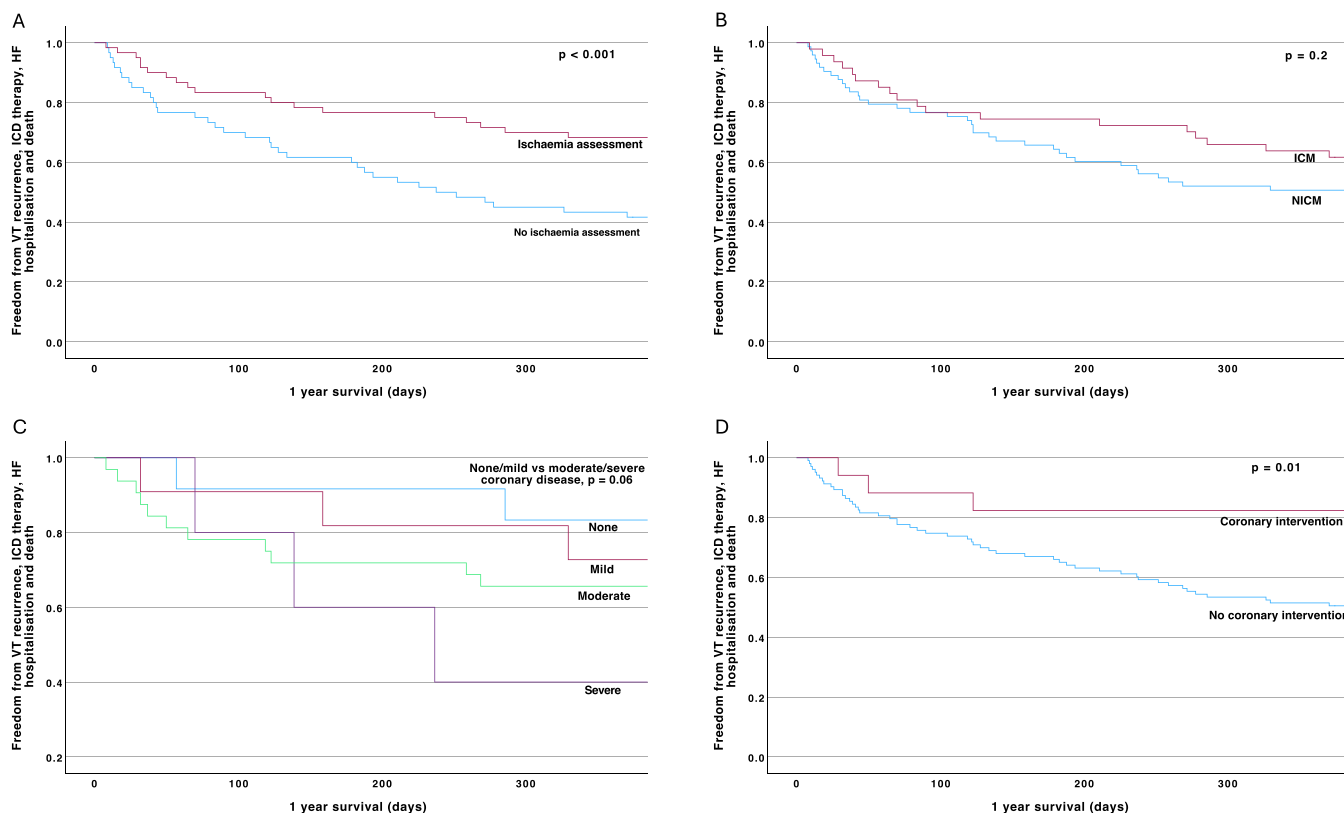 A
Freedom from VT recurrence, ICD therapy, HF
hospitalisation and death
1.0
0.8
0.6
0.4
0.2
0.0
p < 0.001
Ischaemia assessment
No ischaemia assessment
0 100 200 300
1 year survival (days)
B
Freedom from VT recurrence, ICD therpay, HF
hospitalisation and death
1.0
0.8
0.6
0.4
0.2
0.0
p = 0.2
ICM
NICM
0 100 200 300
1 year survival (days)
C
Freedom from VT recurrence, ICD therapy, HF
hospitalisation and death
1.0
0.8
0.6
0.4
0.2
None/mild vs moderate/severe
coronary disease, p = 0.06
None
Mild
Moderate
Severe
0 100 200 300
1 year survival (days)
D
Freedom from VT recurrence, ICD therapy, HF
hospitalisation and death
1.0
0.8
0.6
0.4
0.2
0.0
p = 0.01
Coronary intervention
No coronary intervention
0 100 200 300
1 year survival (days)